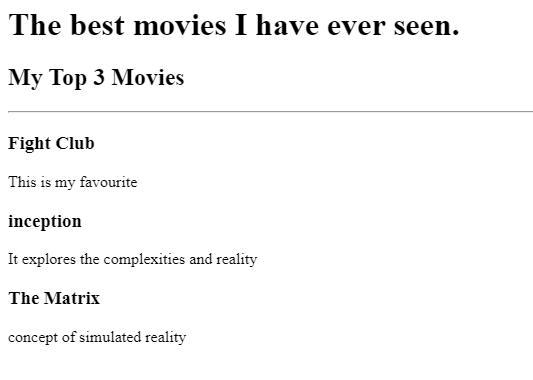 The best movies I have ever seen.
My Top 3 Movies
Fight Club
This is my favourite
inception
It explores the complexities and reality
The Matrix
concept of simulated reality